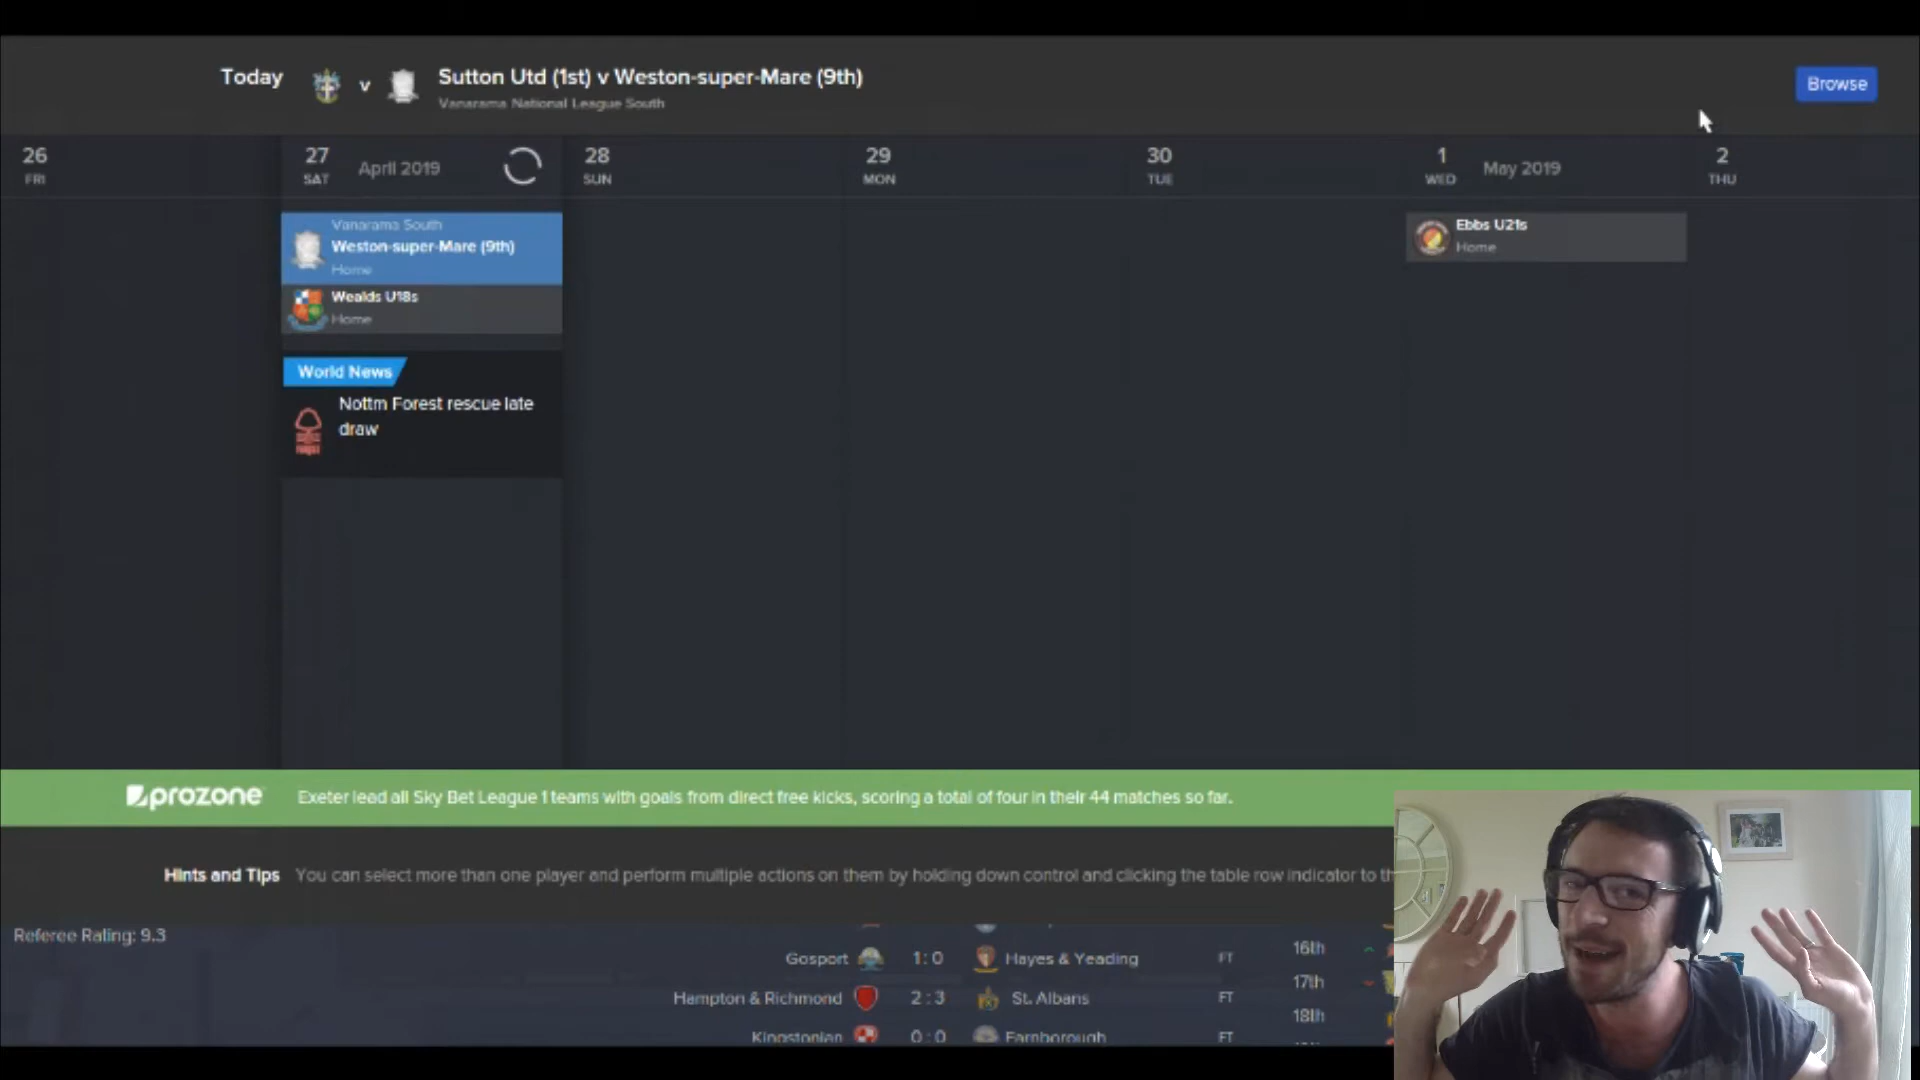 Today
v
Sutton Utd (1st) v Weston-super-Mare (9th)
Vanarama National League South
Browse
26
FRI
27
SAT
April 2019
28
SUN
29
MON
30
TUE
1
WED
May 2019
2
THU
Vanarama South
Weston-super-Mare (9th)
Home
Wealds U18s
Home
Ebbs U21s
Home
World News
Nottm Forest rescue late
draw
prozone
Exeter lead all Sky Bet League 1 teams with goals from direct free kicks, scoring a total of four in their 44 matches so far.
Hints and Tips
You can select more than one player and perform multiple actions on them by holding down control and clicking the table row indicator to
Referee Rating: 9.3
Gosport 1:0 Hayes & Yeading FT
Hampton & Richmond 2:3 St. Albans FT
Kingstonian 0:0 Farnborough FT
16th
17th
18th